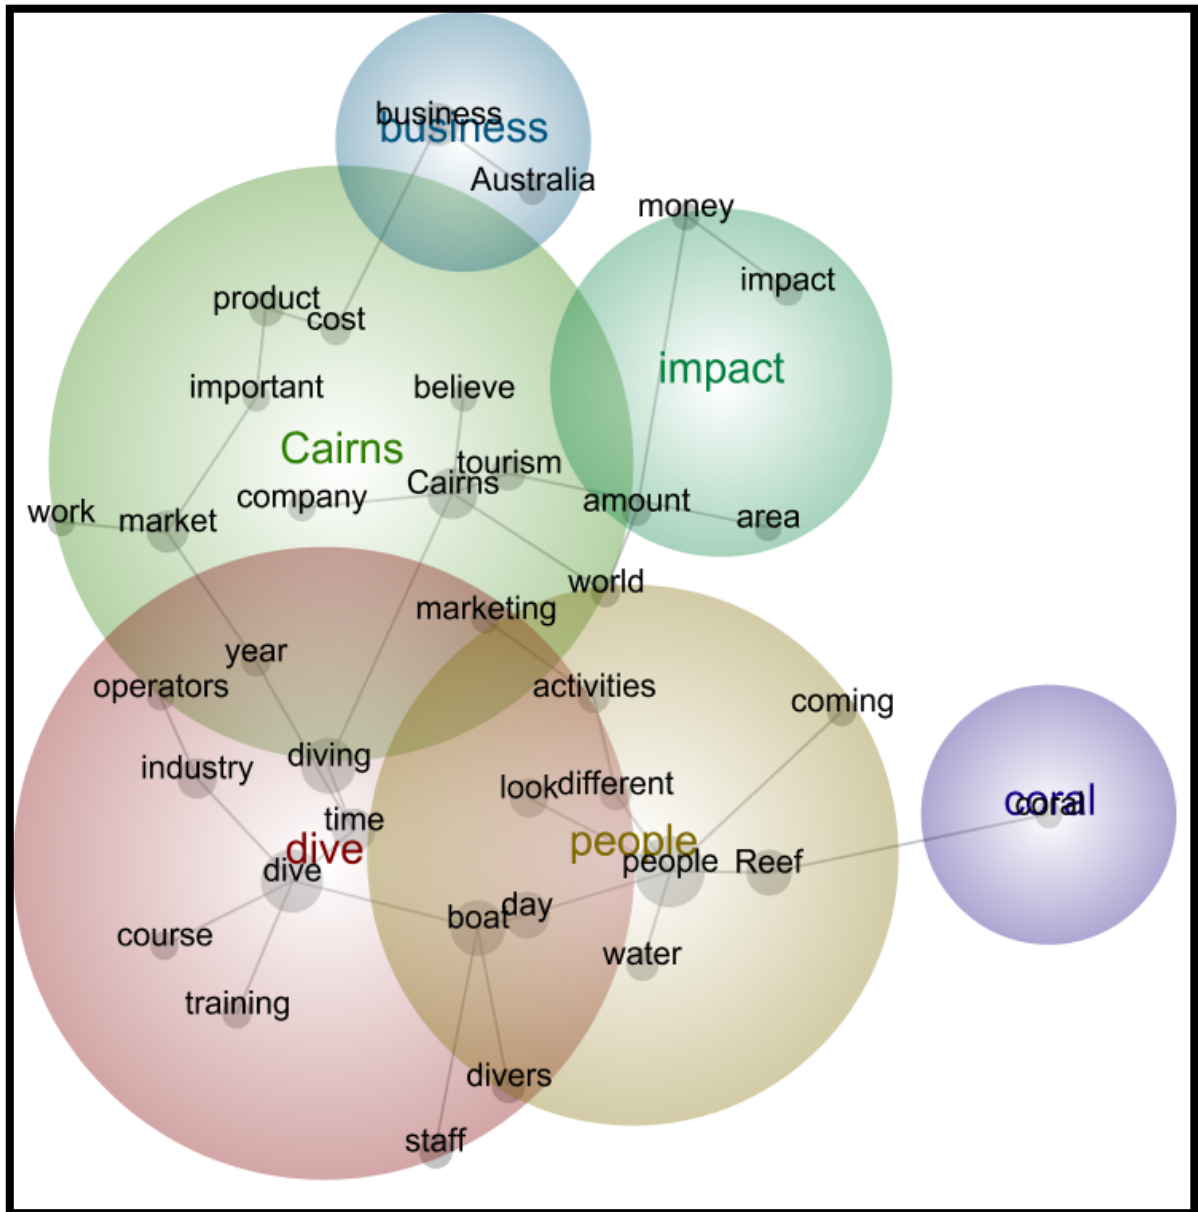 business
business
Australia
money
impact
product
cost
impact
important
believe
Cairns
tourism
Cairns
company
amount
work
market
area
world
marketing
year
operators
activities
coming
diving
industry
look
different
coral
coral
time
dive
people
people
Reef
dive
day
boat
course
water
training
divers
staff